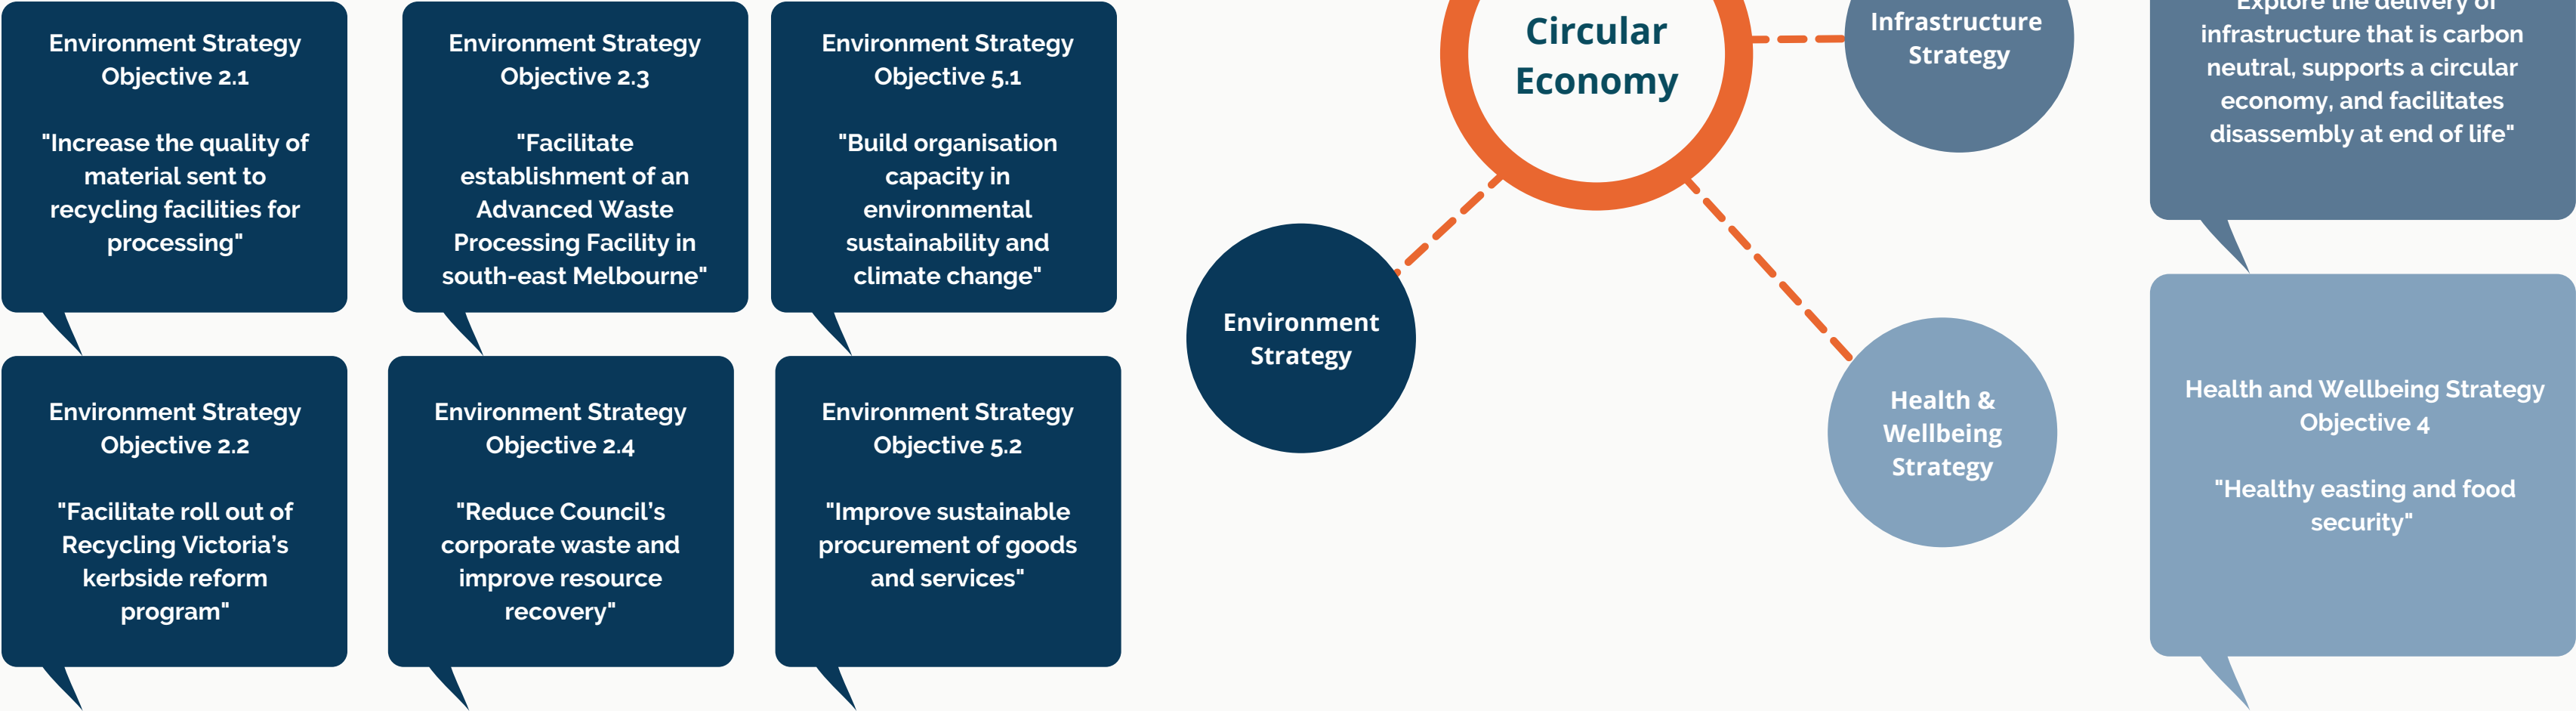 Environment Strategy
Objective 2.1
"Increase the quality of
material sent to
recycling facilities for
processing"
Environment Strategy
Objective 2.3
"Facilitate
establishment of an
Advanced Waste
Processing Facility in
south-east Melbourne"
Environment Strategy
Objective 5.1
"Build organisation
capacity in
environmental
sustainability and
climate change"
Environment Strategy
Objective 2.2
"Facilitate roll out of
Recycling Victoria’s
kerbside reform
program"
Environment Strategy
Objective 2.4
"Reduce Council’s
corporate waste and
improve resource
recovery"
Environment Strategy
Objective 5.2
"Improve sustainable
procurement of goods
and services"
Circular
Economy
Infrastructure
Strategy
Environment
Strategy
Health &
Wellbeing
Strategy
"Explore the delivery of
infrastructure that is carbon
neutral, supports a circular
economy, and facilitates
disassembly at end of life"
Health and Wellbeing Strategy
Objective 4
"Healthy easting and food
security"